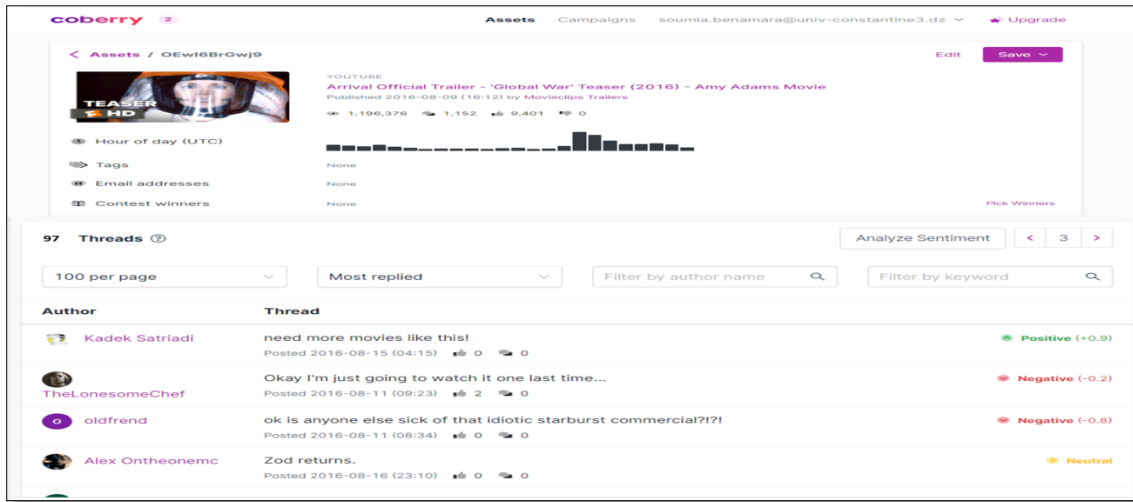 coberry 2 Assets Campaigns soumia.benamara@univ-constantine3.dz Upgrade
< Assets / OEwI6BrGwj9 Edit Save
YOUTUBE
Arrival Official Trailer - 'Global War' Teaser (2016) - Amy Adams Movie
Published 2016-08-09 (16:12) by Movieclips Trailers
TEASER
HD
1,196,376 1,152 9,401 0
Hour of day (UTC)
Tags None
Email addresses None
Contest winners None Pick Winners
97 Threads Analyze Sentiment < 3 >
100 per page Most replied Filter by author name Filter by keyword
Author Thread
Kadek Satriadi need more movies like this! Positive (+0.9)
Posted 2016-08-15 (04:15) 0 0
Okay I'm just going to watch it one last time... Negative (-0.2)
TheLonesomeChef Posted 2016-08-11 (09:23) 2 0
O oldfrend ok is anyone else sick of that idiotic starburst commercial?!?! Negative (-0.8)
Posted 2016-08-11 (08:34) 0 0
Alex Ontheonemc Zod returns. Neutral
Posted 2016-08-16 (23:10) 0 0